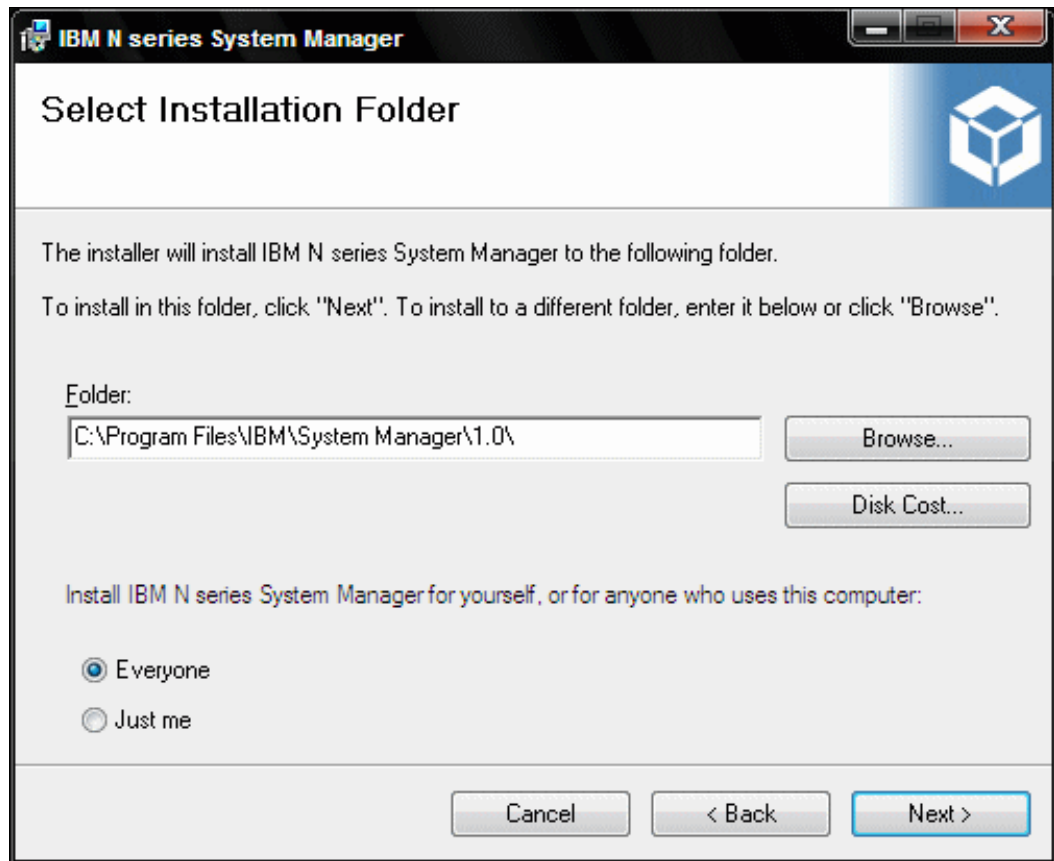 IBM N series System Manager
Select Installation Folder
The installer will install IBM N series System Manager to the following folder.
To install in this folder, click "Next". To install to a different folder, enter it below or click "Browse".
Folder:
C:\Program Files\IBM\System Manager\1.0\
Browse...
Disk Cost...
Install IBM N series System Manager for yourself, or for anyone who uses this computer:
Everyone
Just me
Cancel
< Back
Next >